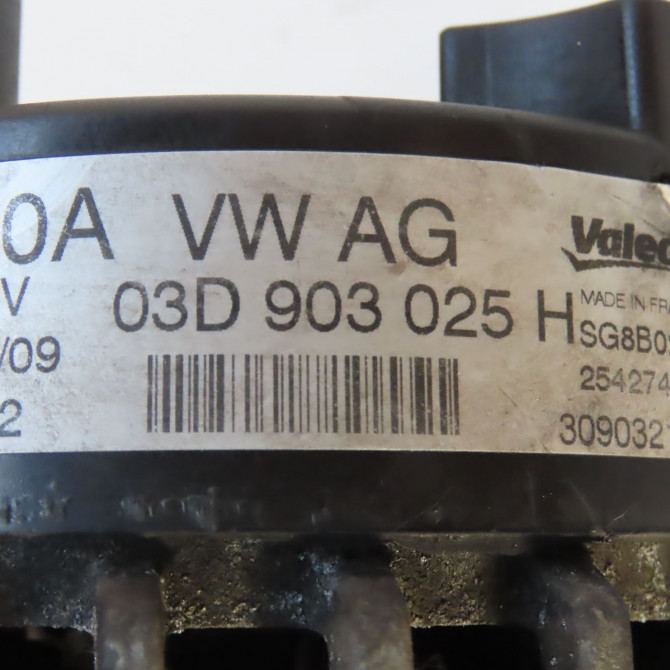 0A VW AG Valeo
V 03D 903 025 H MADE IN FRA
/09 SG8B0
2 254274
309032